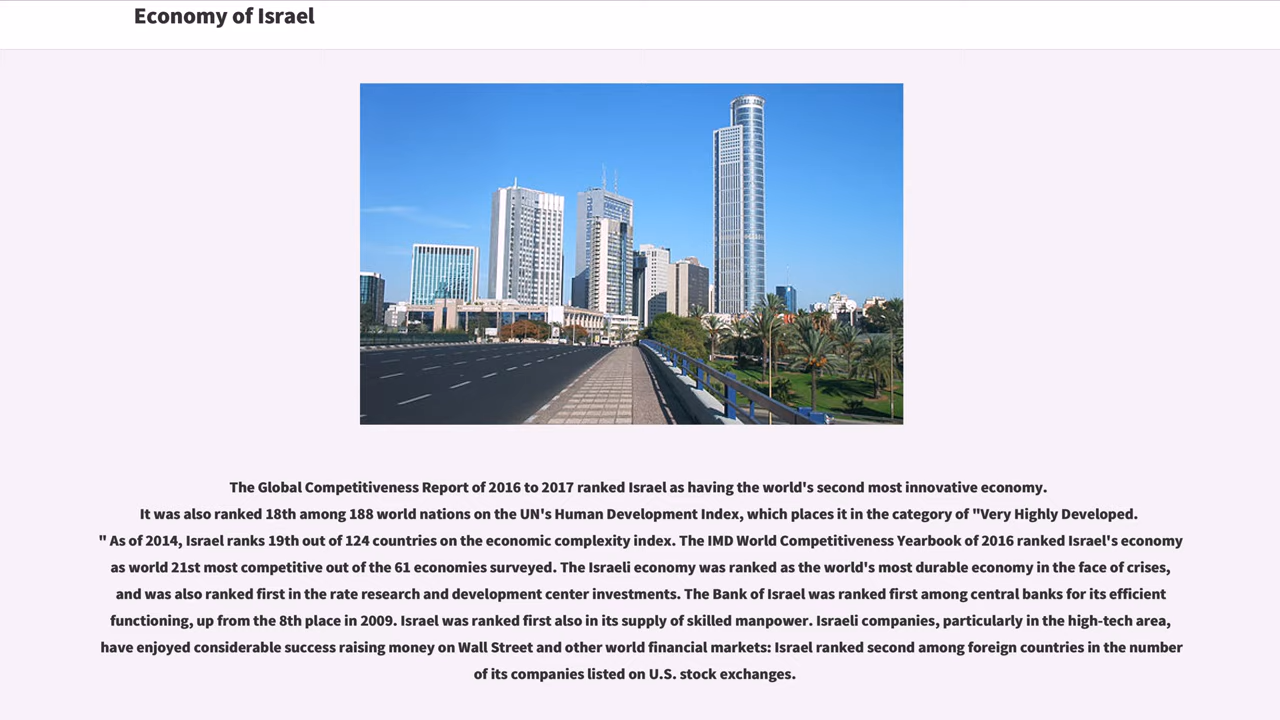 Economy of Israel
The Global Competitiveness Report of 2016 to 2017 ranked Israel as having the world's second most innovative economy.
It was also ranked 18th among 188 world nations on the UN's Human Development Index, which places it in the category of "Very Highly Developed.
" As of 2014, Israel ranks 19th out of 124 countries on the economic complexity index. The IMD World Competitiveness Yearbook of 2016 ranked Israel's economy
as world 21st most competitive out of the 61 economies surveyed. The Israeli economy was ranked as the world's most durable economy in the face of crises,
and was also ranked first in the rate research and development center investments. The Bank of Israel was ranked first among central banks for its efficient
functioning, up from the 8th place in 2009. Israel was ranked first also in its supply of skilled manpower. Israeli companies, particularly in the high-tech area,
have enjoyed considerable success raising money on Wall Street and other world financial markets: Israel ranked second among foreign countries in the number
of its companies listed on U.S. stock exchanges.